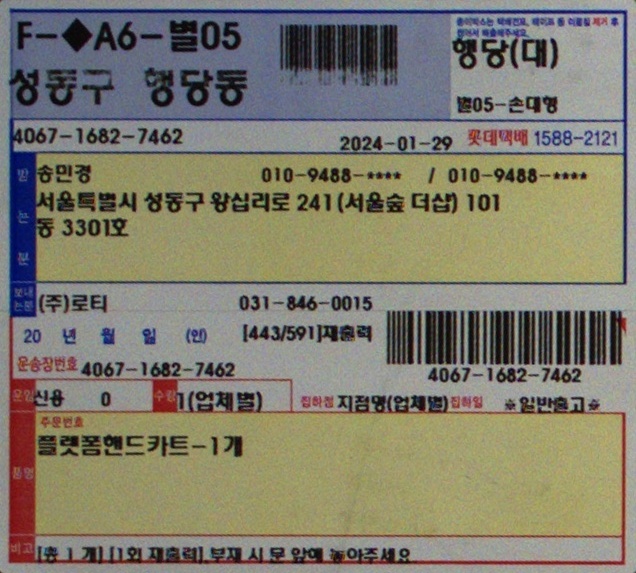 F-◆A6-별05
성동구 행당동
종이박스는 택배전표, 테이프 등 이물질 제거 후
접어서 배출해주세요.
행당(대)
별05-손대형
4067-1682-7462
2024-01-29 롯데택배 1588-2121
받는분
송민경 010-9488-**** / 010-9488-****
서울특별시 성동구 왕십리로 241(서울숲 더샵) 101
동 3301호
보내는분
(주)로티 031-846-0015
20 년 월 일 (인) [443/591]재출력
운송장번호 4067-1682-7462
4067-1682-7462
운임 신용 0 수량 1(업체별) 집하점 지점명(업체별) 집하일 ※일반출고※
주문번호
품명
플랫폼핸드카트-1개
비고 [총 1 개] [1회 재출력],부재 시 문 앞에 놓아주세요